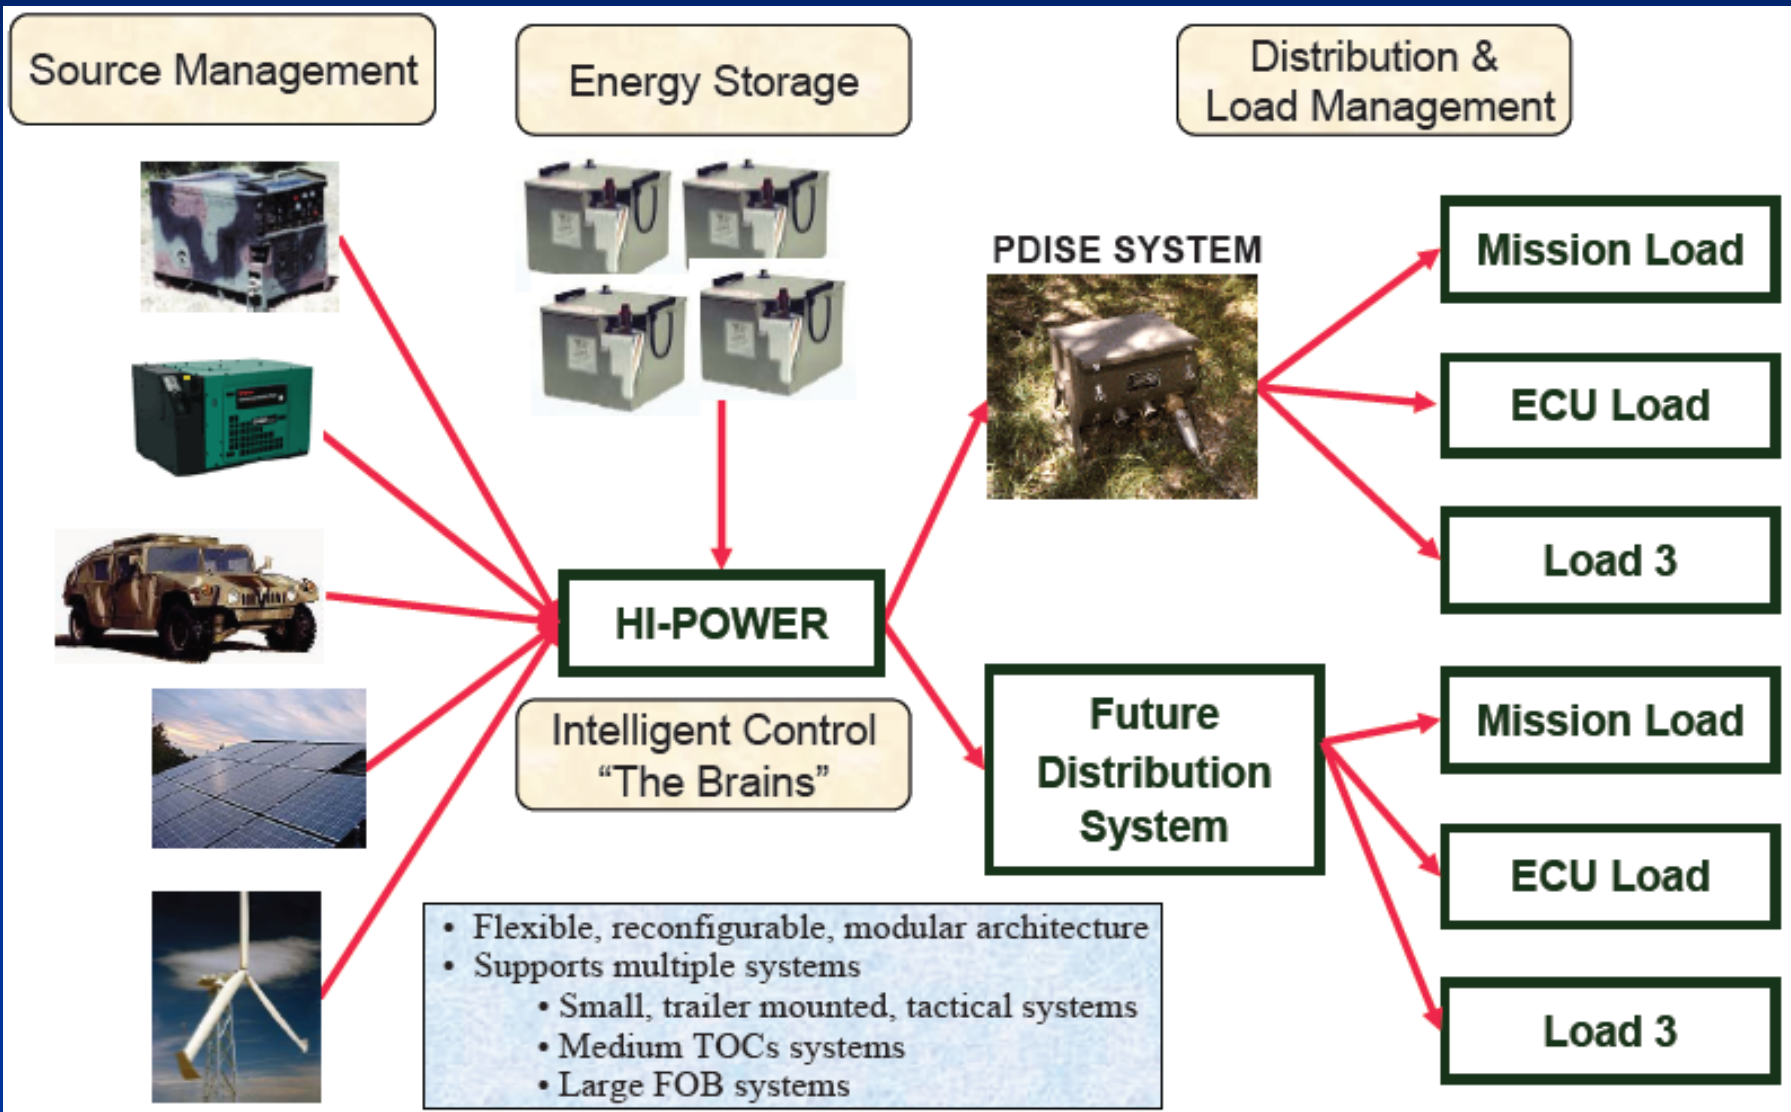 Source Management
Energy Storage
Distribution &
Load Management
PDISE SYSTEM
Mission Load
ECU Load
Load 3
HI-POWER
Intelligent Control
“The Brains”
Future
Distribution
System
Mission Load
ECU Load
Load 3
• Flexible, reconfigurable, modular architecture
• Supports multiple systems
• Small, trailer mounted, tactical systems
• Medium TOCs systems
• Large FOB systems